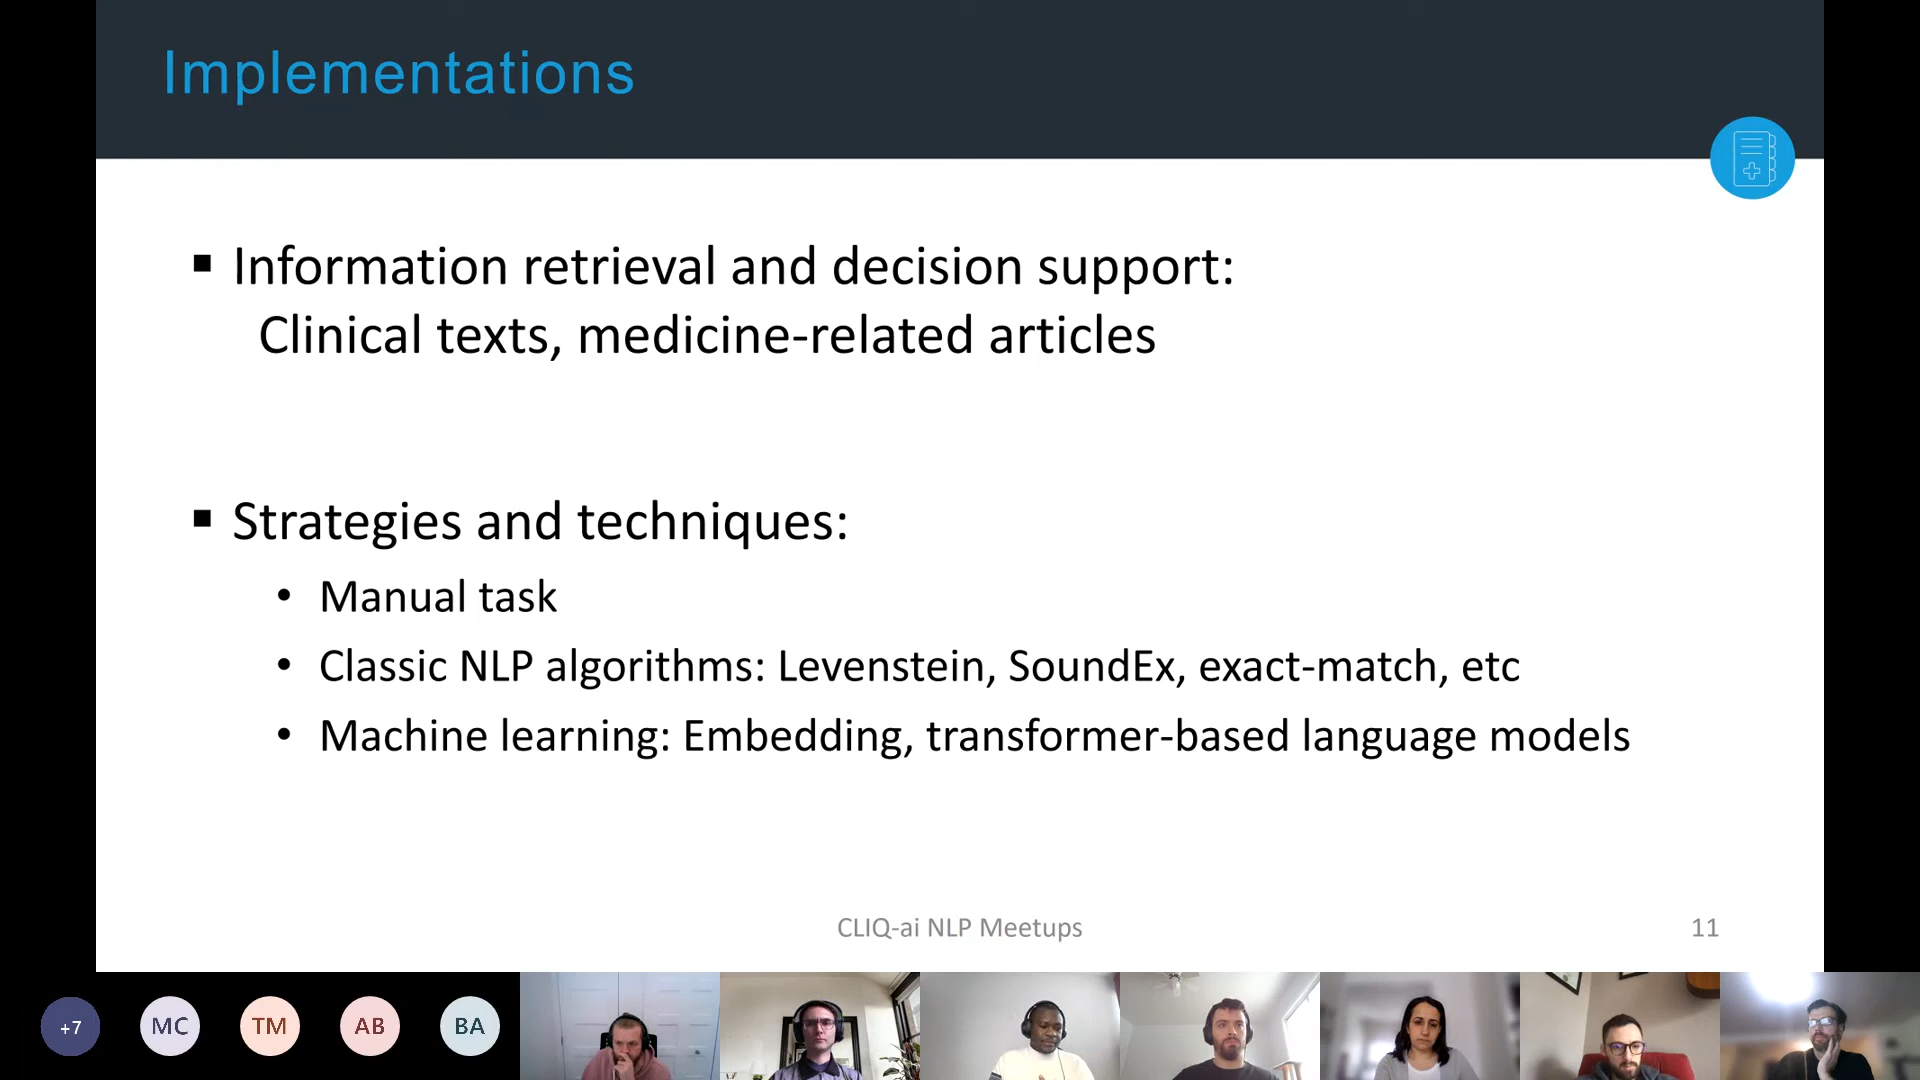 Implementations
Information retrieval and decision support:
Clinical texts, medicine-related articles
Strategies and techniques:
Manual task
Classic NLP algorithms: Levenstein, SoundEx, exact-match, etc
Machine learning: Embedding, transformer-based language models
CLIQ-ai NLP Meetups
11
+7
MC
TM
AB
BA